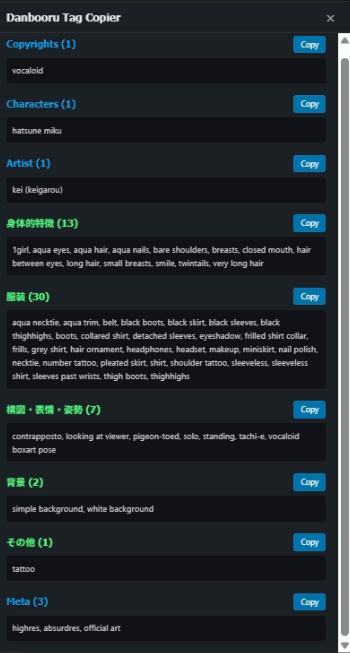 Danbooru Tag Copier ×
Copyrights (1) Copy
vocaloid
Characters (1) Copy
hatsune miku
Artist (1) Copy
kei (keigarou)
身体的特徴 (13) Copy
1girl, aqua eyes, aqua hair, aqua nails, bare shoulders, breasts, closed mouth, hair
between eyes, long hair, small breasts, smile, twintails, very long hair
服装 (30) Copy
aqua necktie, aqua trim, belt, black boots, black skirt, black sleeves, black
thighhighs, boots, collared shirt, detached sleeves, eyeshadow, frilled shirt collar,
frills, grey shirt, hair ornament, headphones, headset, makeup, miniskirt, nail polish,
necktie, number tattoo, pleated skirt, shirt, shoulder tattoo, sleeveless, sleeveless
shirt, sleeves past wrists, thigh boots, thighhighs
構図・表情・姿勢 (7) Copy
contrapposto, looking at viewer, pigeon-toed, solo, standing, tachi-e, vocaloid
boxart pose
背景 (2) Copy
simple background, white background
その他 (1) Copy
tattoo
Meta (3) Copy
highres, absurdres, official art